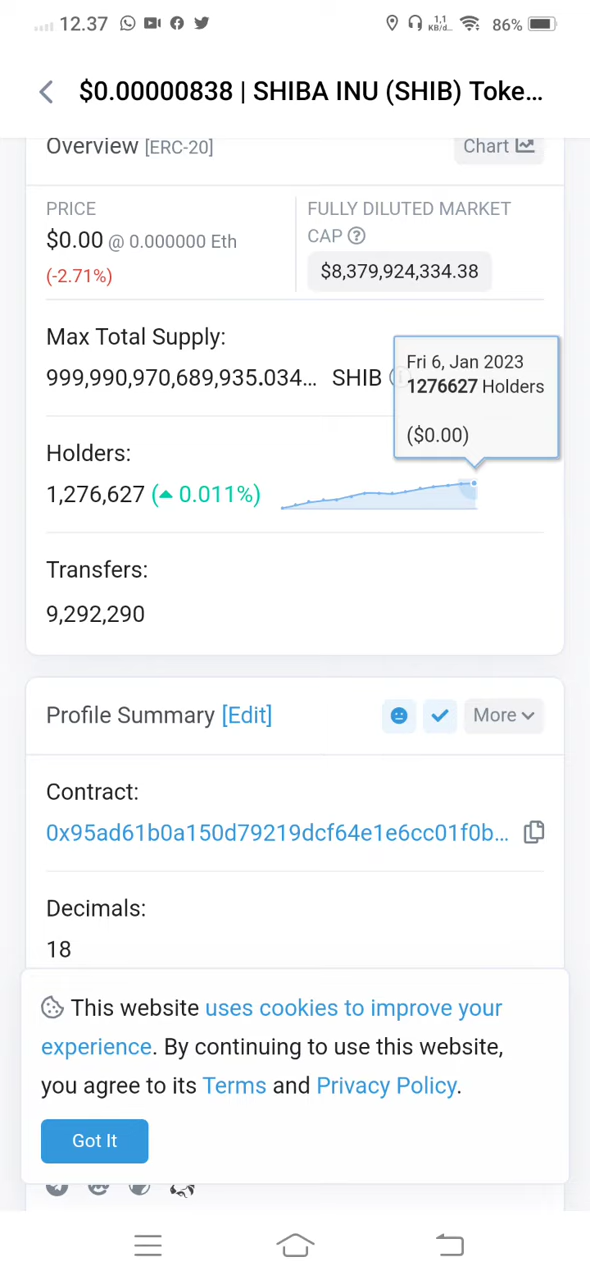 12.37
1,1
KB/d...
86%
$0.00000838 | SHIBA INU (SHIB) Toke...
Overview [ERC-20]
Chart
PRICE
$0.00 @ 0.000000 Eth
(-2.71%)
FULLY DILUTED MARKET
CAP
$8,379,924,334.38
Max Total Supply:
999,990,970,689,935.034... SHIB
Fri 6, Jan 2023
1276627 Holders
($0.00)
Holders:
1,276,627 (0.011%)
Transfers:
9,292,290
Profile Summary [Edit]
More
Contract:
0x95ad61b0a150d79219dcf64e1e6cc01f0b...
Decimals:
18
This website uses cookies to improve your
experience. By continuing to use this website,
you agree to its Terms and Privacy Policy.
Got It